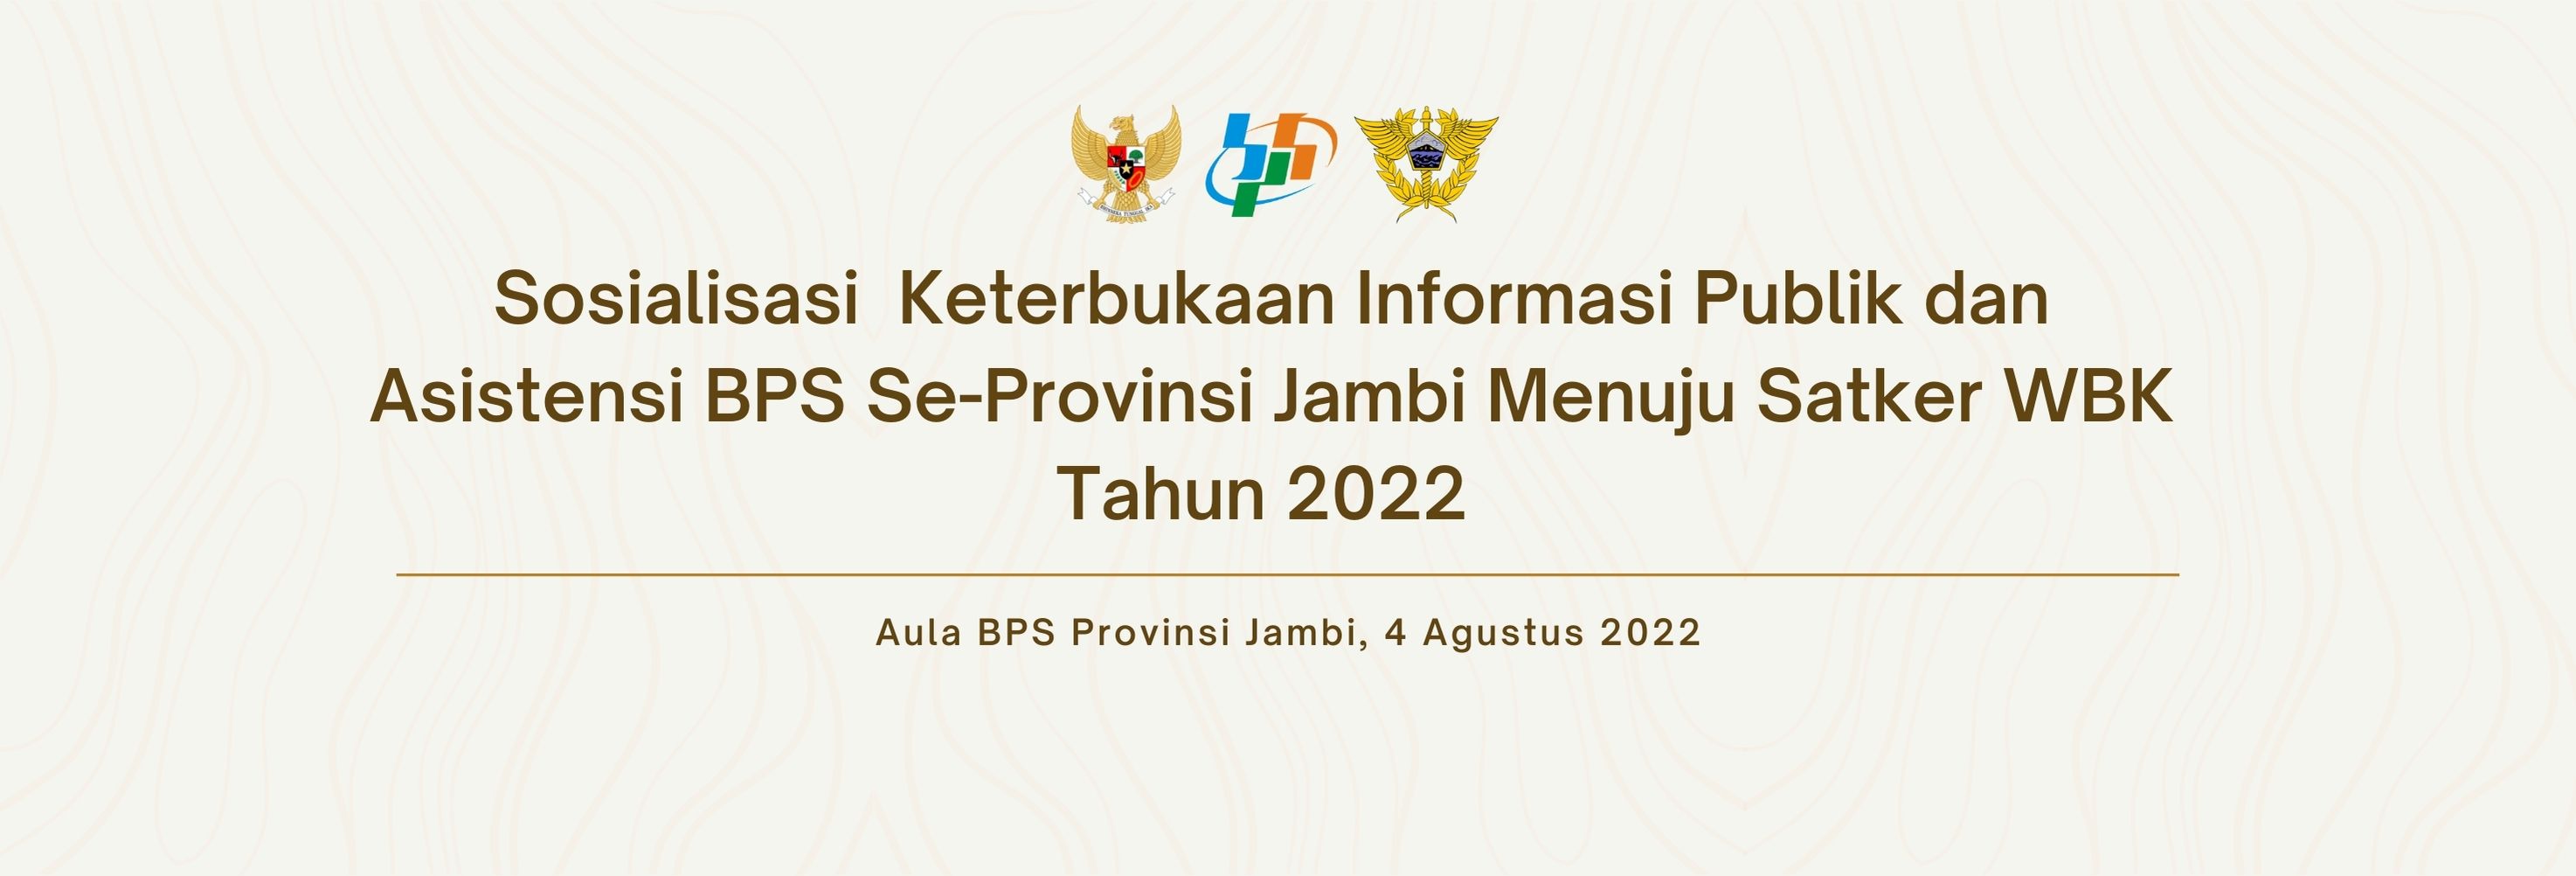 Sosialisasi  Keterbukaan Informasi Publik dan
Asistensi BPS Se-Provinsi Jambi Menuju Satker WBK
Tahun 2022
Aula BPS Provinsi Jambi, 4 Agustus 2022